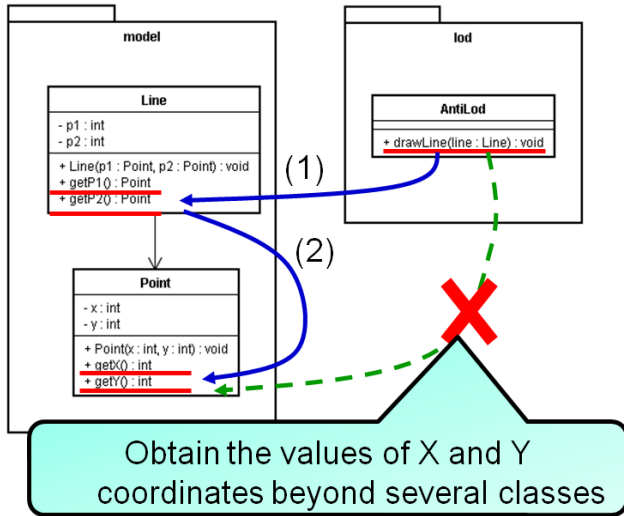 model
Line
- p1 : int
- p2 : int
+ Line(p1 : Point, p2 : Point) : void
+ getP1() : Point
+ getP2() : Point
lod
AntiLod
+ drawLine(line : Line) : void
(1)
(2)
Point
- x : int
- y : int
+ Point(x : int, y : int) : void
+ getX() : int
+ getY() : int
Obtain the values of X and Y
coordinates beyond several classes